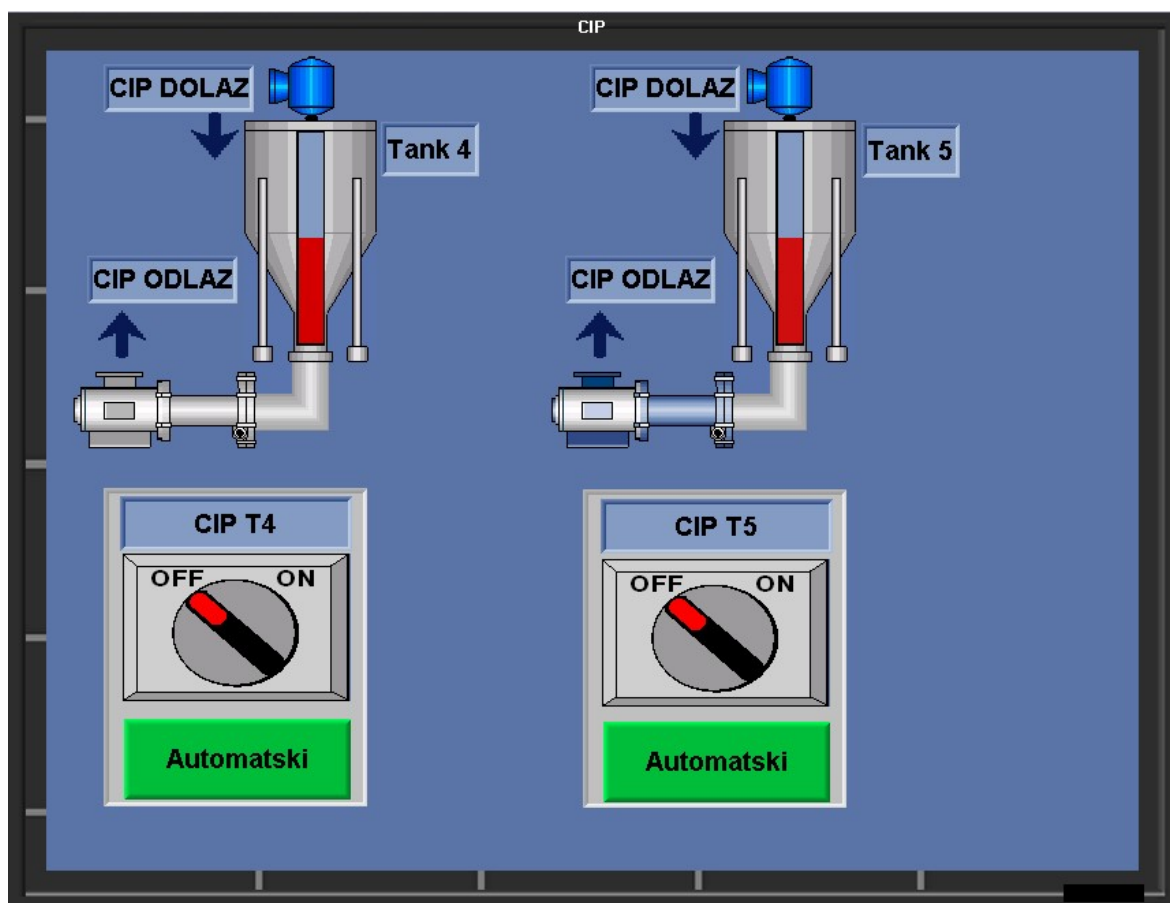 CIP
CIP DOLAZ
Tank 4
CIP ODLAZ
CIP DOLAZ
Tank 5
CIP ODLAZ
CIP T4
OFF ON
Automatski
CIP T5
OFF ON
Automatski